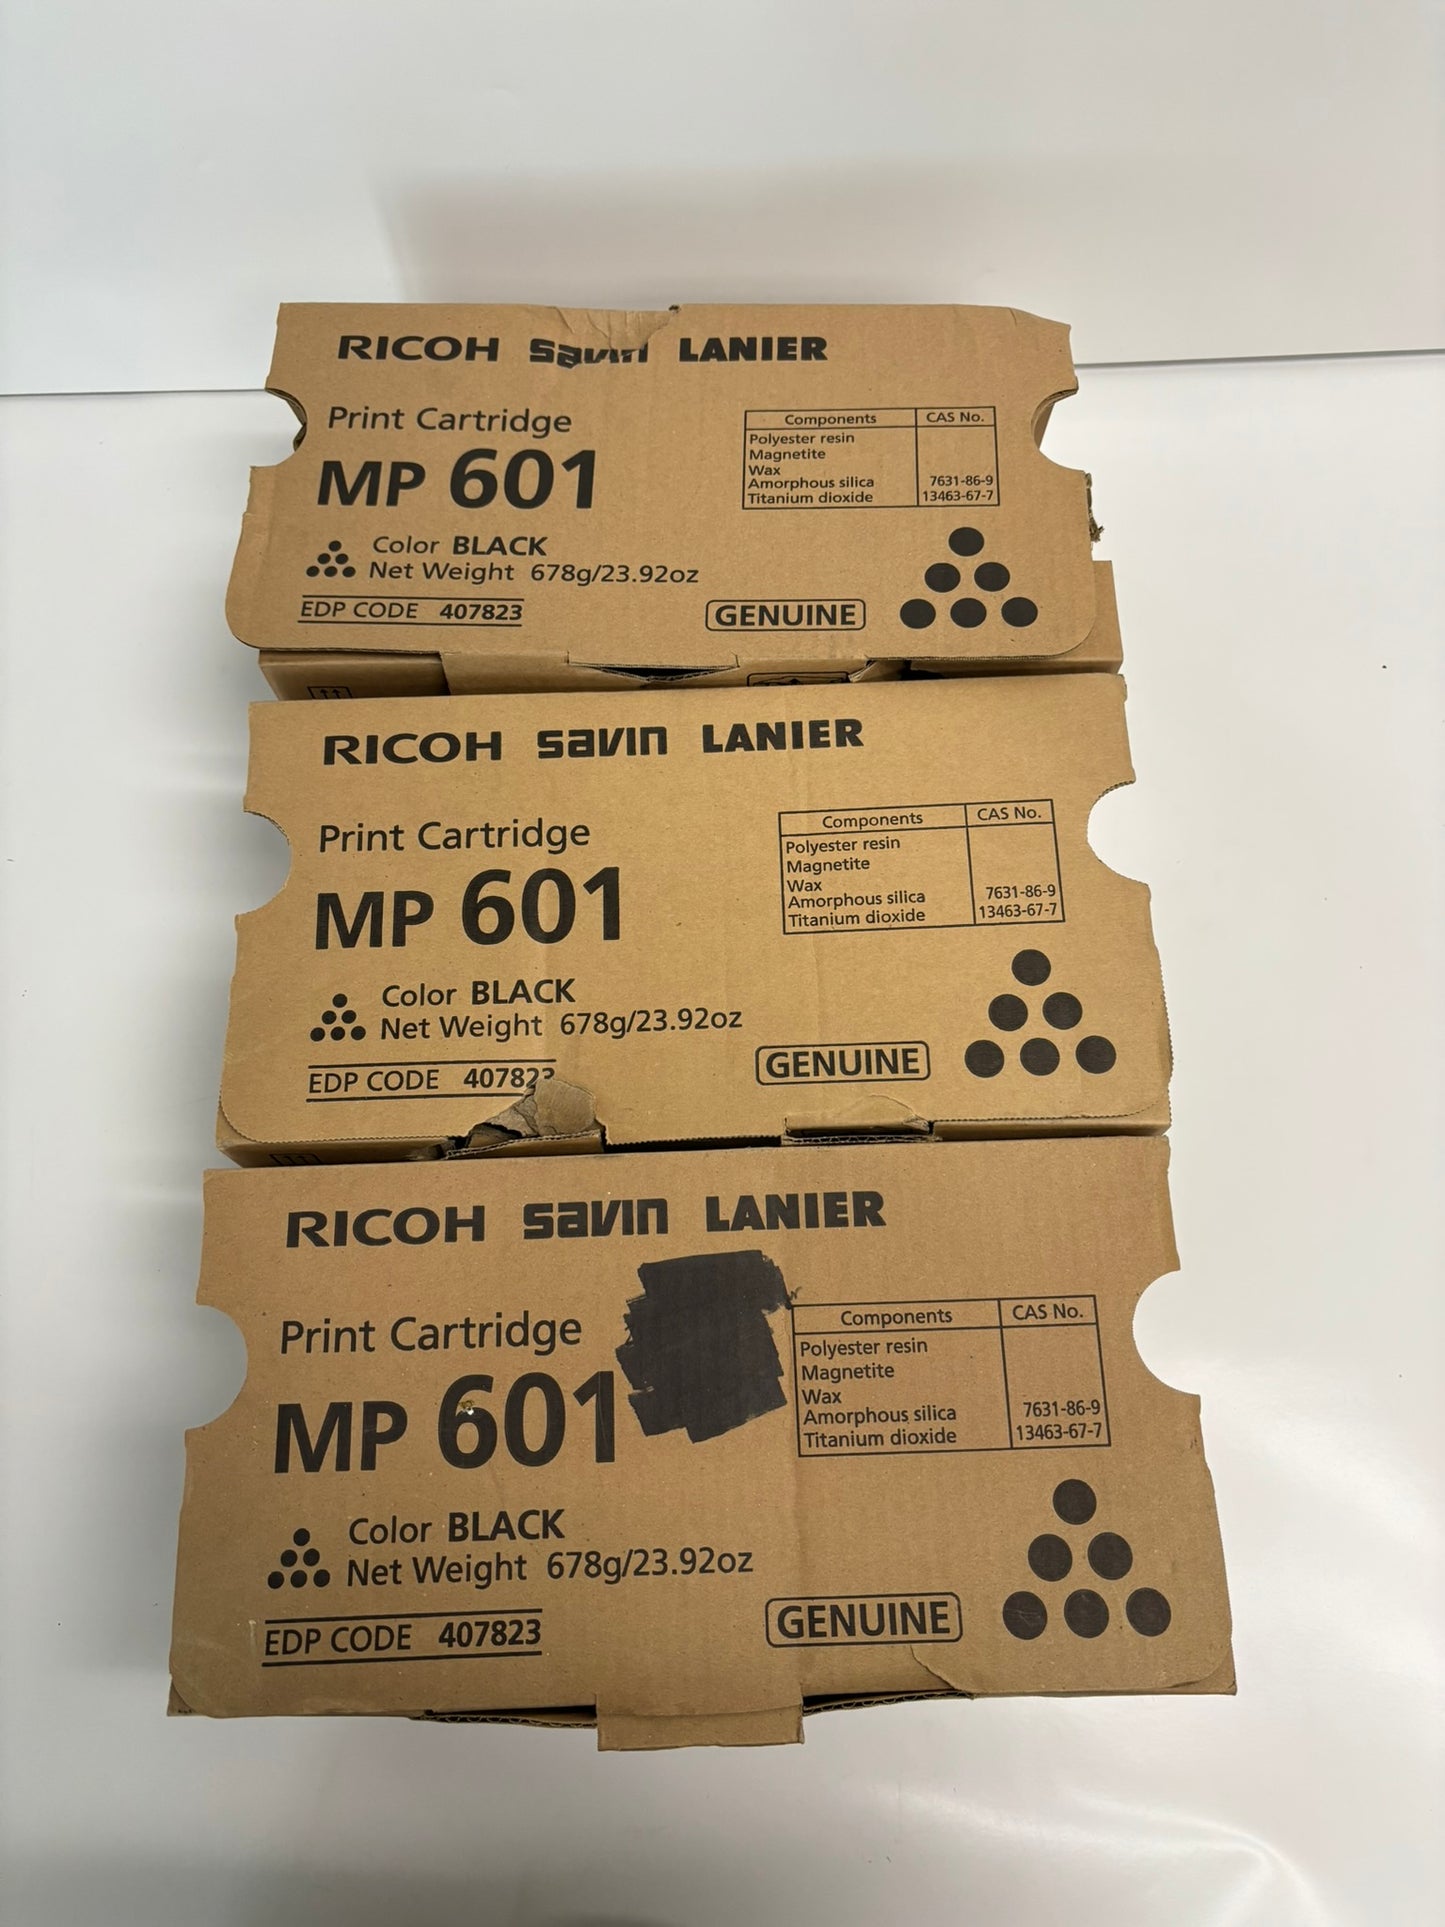 RICOH savin LANIER
Print Cartridge
MP 601
Components CAS No.
Polyester resin
Magnetite
Wax
Amorphous silica 7631-86-9
Titanium dioxide 13463-67-7
Color BLACK
Net Weight 678g/23.92oz
EDP CODE 407823
GENUINE
RICOH savin LANIER
Print Cartridge
MP 601
Components CAS No.
Polyester resin
Magnetite
Wax
Amorphous silica 7631-86-9
Titanium dioxide 13463-67-7
Color BLACK
Net Weight 678g/23.92oz
EDP CODE 407823
GENUINE
RICOH savin LANIER
Print Cartridge
MP 601
Components CAS No.
Polyester resin
Magnetite
Wax
Amorphous silica 7631-86-9
Titanium dioxide 13463-67-7
Color BLACK
Net Weight 678g/23.92oz
EDP CODE 407823
GENUINE